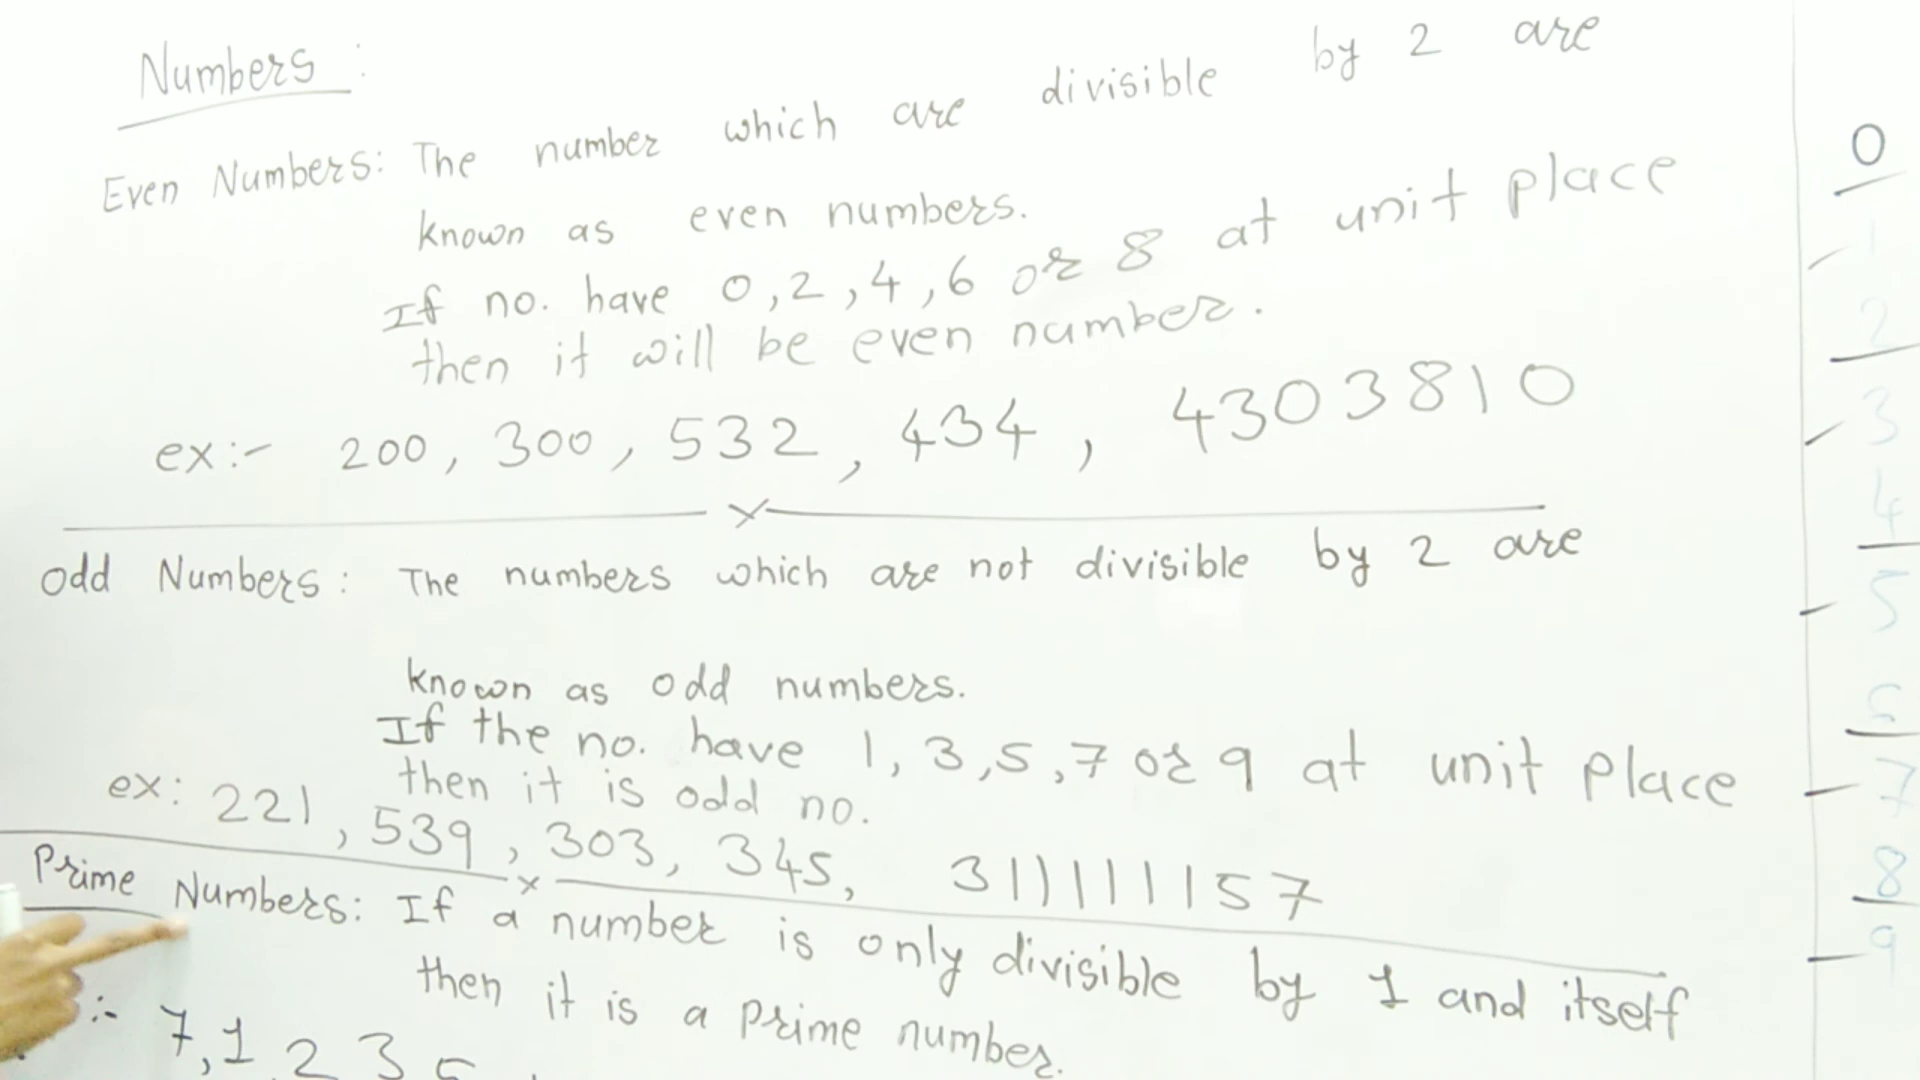 Numbers :
Even Numbers: The number which are divisible by 2 are
known as even numbers.
If no. have 0,2,4,6 or 8 at unit place
then it will be even number.
ex:- 200, 300, 532, 434, 4303810
x
odd Numbers: The numbers which are not divisible by 2 are
known as odd numbers.
If the no. have 1,3,5,7 or 9 at unit place
then it is odd no.
ex: 221, 539, 303, 345, 311111157
x
Prime Numbers: If a number is only divisible by 1 and itself
then it is a prime number.
:- 7,1 2 3 5
0
1
2
3
4
5
6
7
8
9